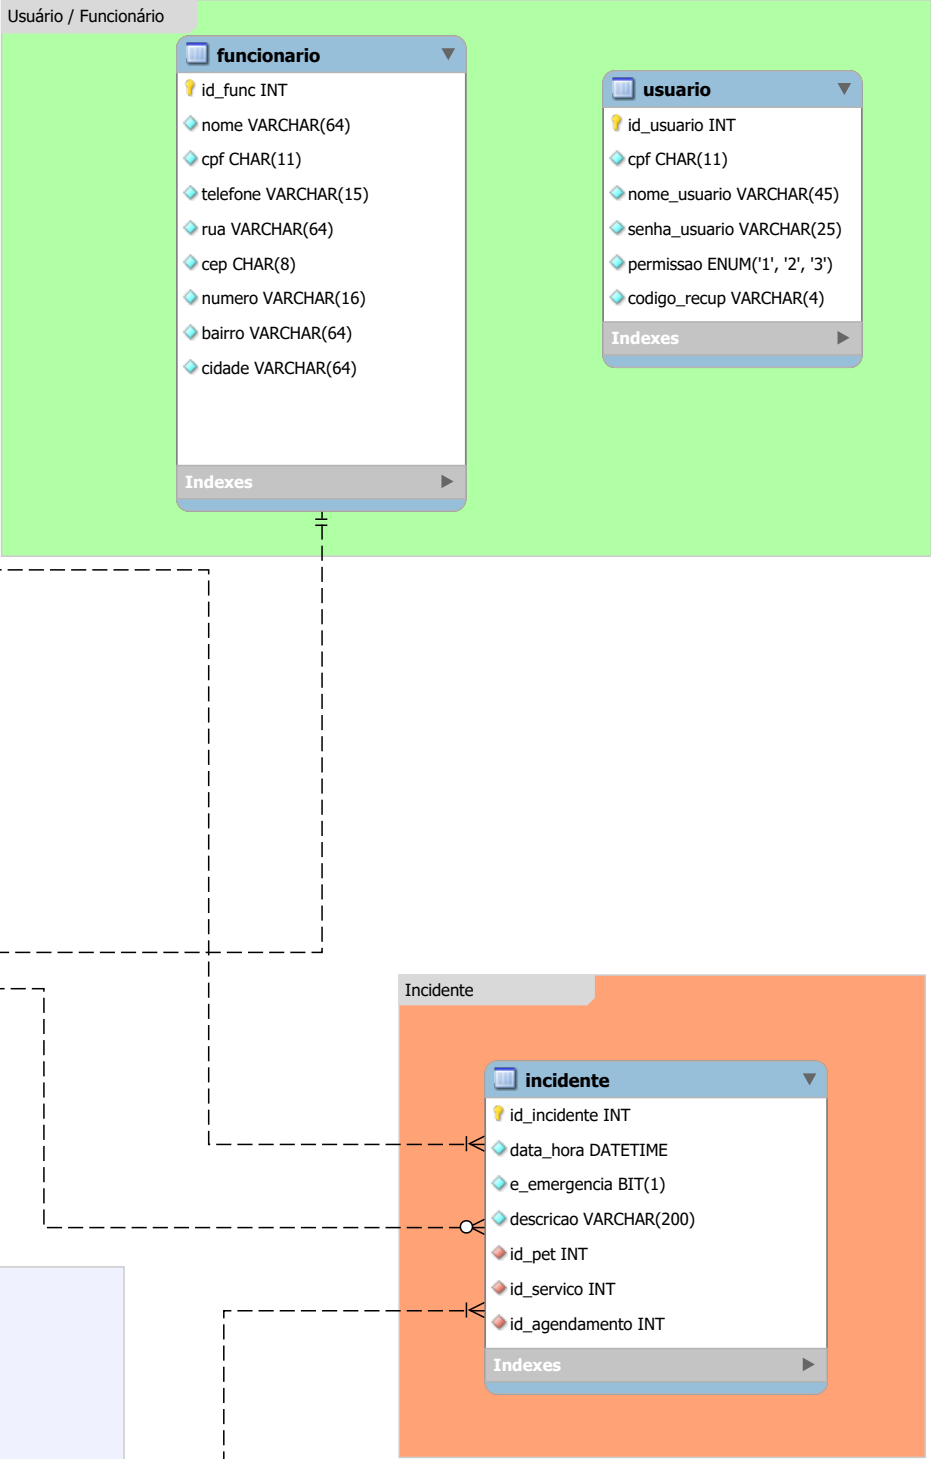 Usuário / Funcionário
funcionario
id_func INT
nome VARCHAR(64)
cpf CHAR(11)
telefone VARCHAR(15)
rua VARCHAR(64)
cep CHAR(8)
numero VARCHAR(16)
bairro VARCHAR(64)
cidade VARCHAR(64)
Indexes
usuario
id_usuario INT
cpf CHAR(11)
nome_usuario VARCHAR(45)
senha_usuario VARCHAR(25)
permissao ENUM('1', '2', '3')
codigo_recup VARCHAR(4)
Indexes
Incidente
incidente
id_incidente INT
data_hora DATETIME
e_emergencia BIT(1)
descricao VARCHAR(200)
id_pet INT
id_servico INT
id_agendamento INT
Indexes